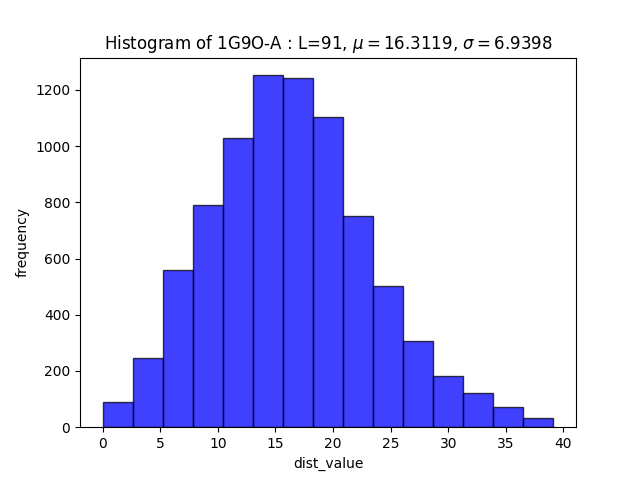 Histogram of 1G9O-A : L=91, μ = 16.3119, σ = 6.9398
1200
1000
800
600
400
200
0
frequency
0 5 10 15 20 25 30 35 40
dist_value